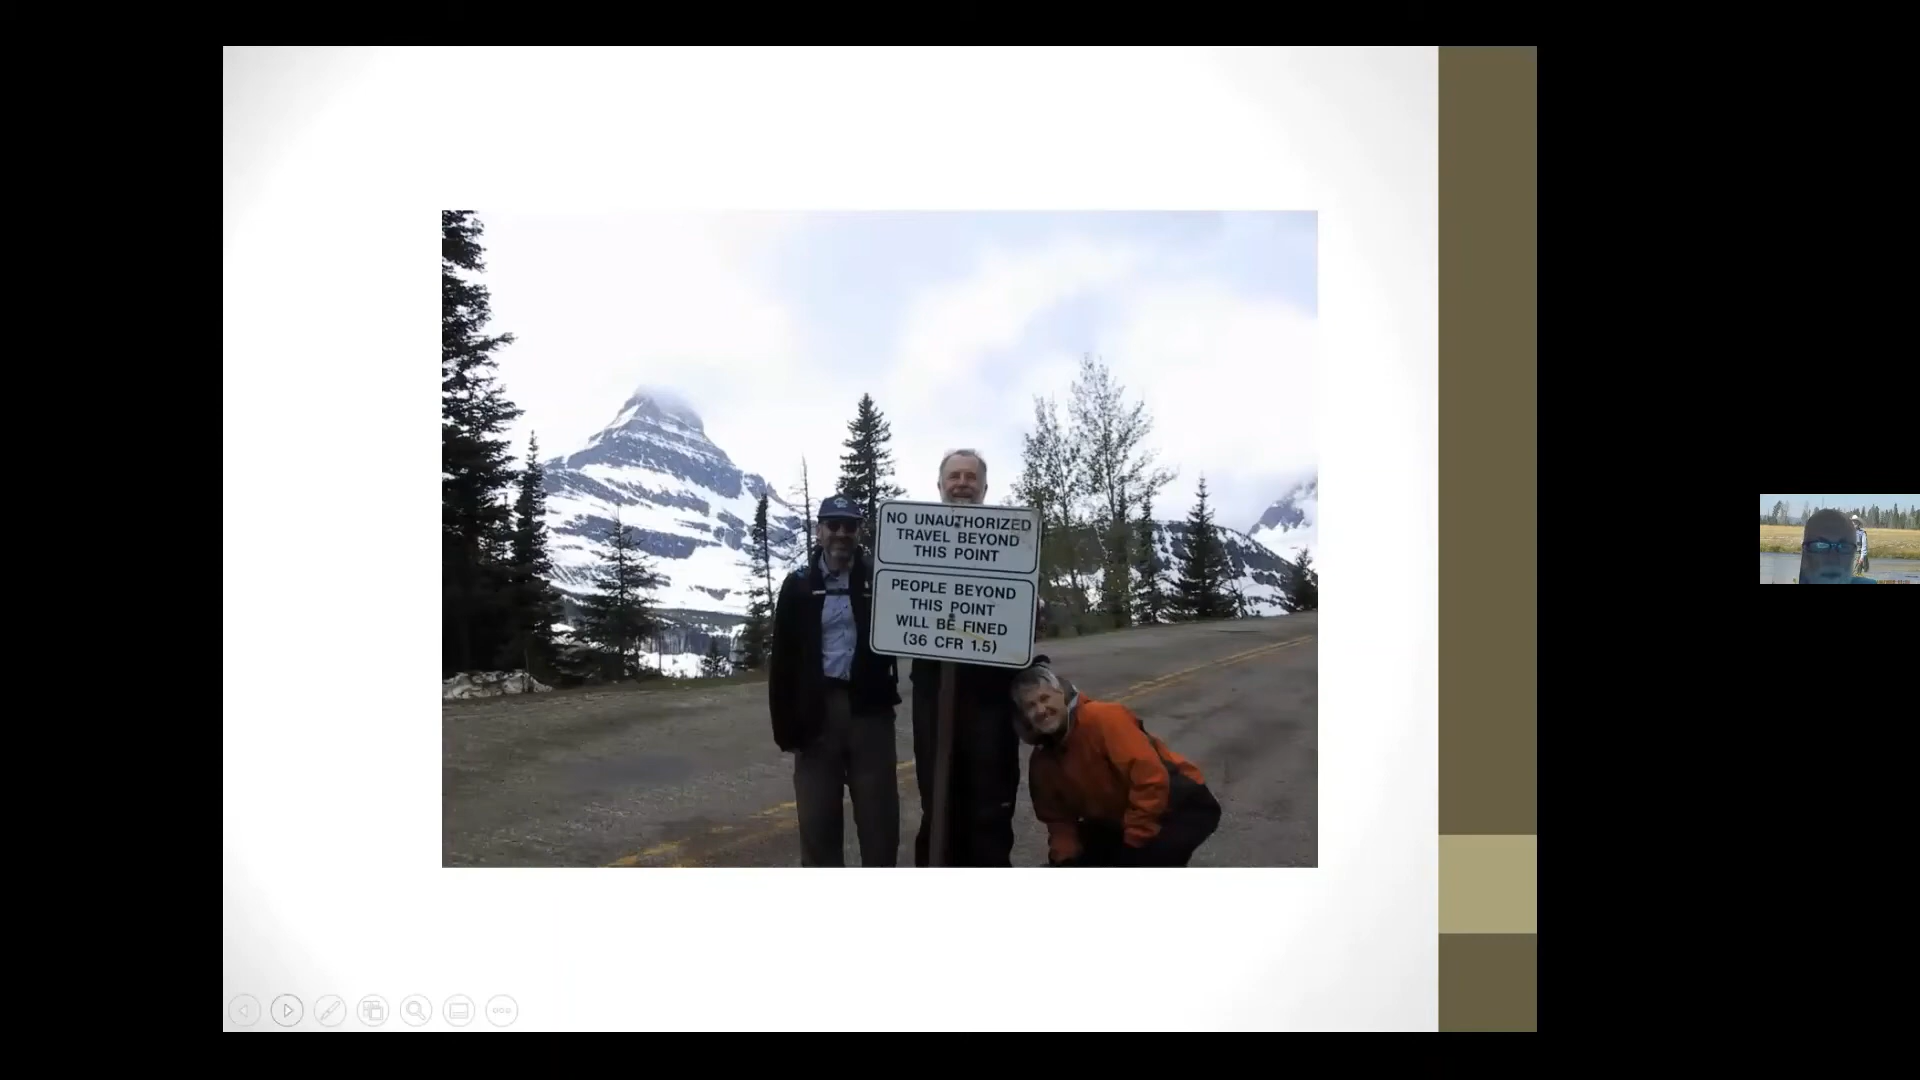 NO UNAUTHORIZED
TRAVEL BEYOND
THIS POINT
PEOPLE BEYOND
THIS POINT
WILL BE FINED
(36 CFR 1.5)